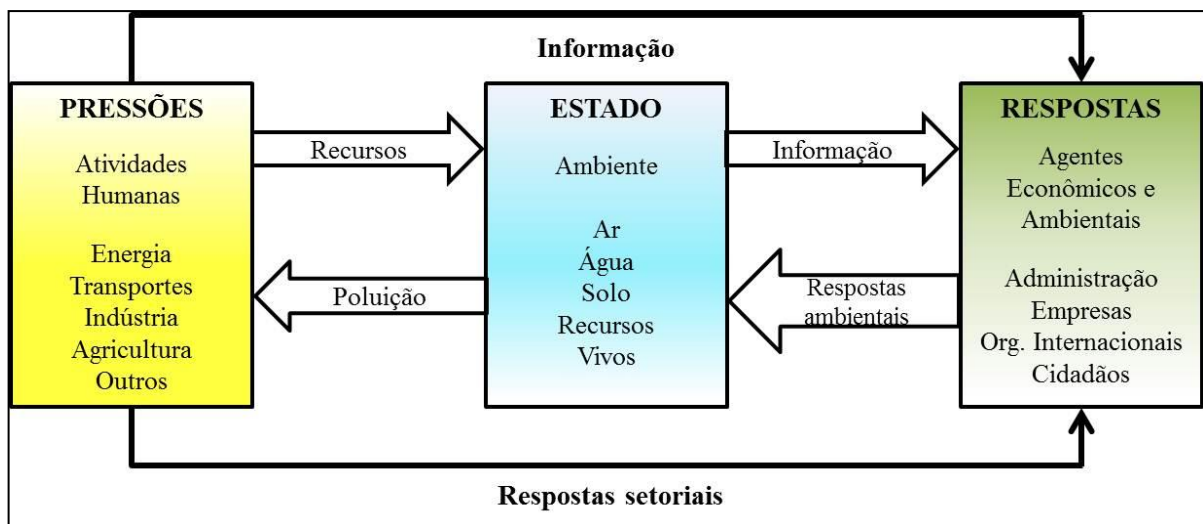 Informação
PRESSÕES
Atividades
Humanas
Energia
Transportes
Indústria
Agricultura
Outros
Recursos
Poluição
ESTADO
Ambiente
Ar
Água
Solo
Recursos
Vivos
Informação
Respostas
ambientais
RESPOSTAS
Agentes
Econômicos e
Ambientais
Administração
Empresas
Org. Internacionais
Cidadãos
Respostas setoriais